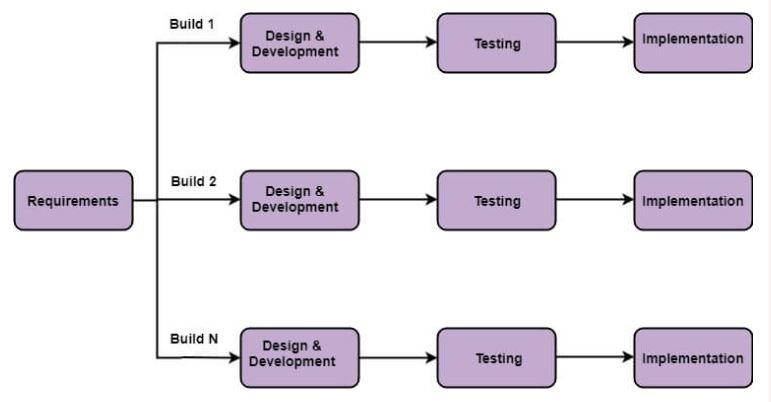 Build 1
Design &
Development
Testing
Implementation
Requirements
Build 2
Design &
Development
Testing
Implementation
Build N
Design &
Development
Testing
Implementation